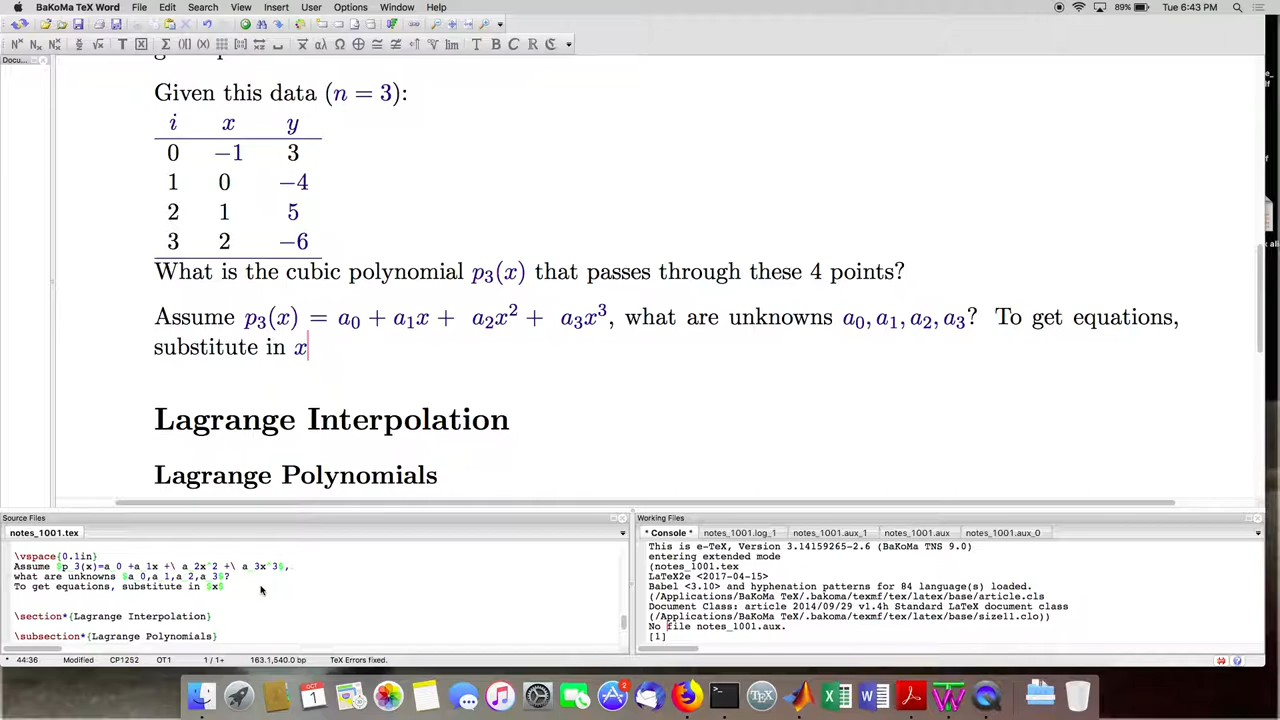 BaKoMa TeX Word File Edit Search View Insert User Options Window Help 89% Tue 6:43 PM
Docu...
Given this data (n = 3):
i x y
0 −1 3
1 0 −4
2 1 5
3 2 −6
What is the cubic polynomial p₃(x) that passes through these 4 points?
Assume p₃(x) = a₀ + a₁x + a₂x² + a₃x³, what are unknowns a₀, a₁, a₂, a₃? To get equations,
substitute in x
Lagrange Interpolation
Lagrange Polynomials
Source Files
notes_1001.tex
\vspace{0.1in}
Assume $p_3(x)=a_0 +a_1x +\ a_2x^2 +\ a_3x^3$,
what are unknowns $a_0,a_1,a_2,a_3$?
To get equations, substitute in $x$
\section*{Lagrange Interpolation}
\subsection*{Lagrange Polynomials}
Working Files
* Console * notes_1001.log_1 notes_1001.aux_1 notes_1001.aux notes_1001.aux_0
This is e-TeX, Version 3.14159265-2.6 (BaKoMa TNS 9.0)
entering extended mode
(notes_1001.tex
LaTeX2e <2017-04-15>
Babel <3.10> and hyphenation patterns for 84 language(s) loaded.
(/Applications/BaKoMa TeX/.bakoma/texmf/tex/latex/base/article.cls
Document Class: article 2014/09/29 v1.4h Standard LaTeX document class
(/Applications/BaKoMa TeX/.bakoma/texmf/tex/latex/base/size11.clo))
No file notes_1001.aux.
[1]
* 44:36 Modified CP1252 OT1 1/1+ 163.1,540.0 bp TeX Errors fixed.